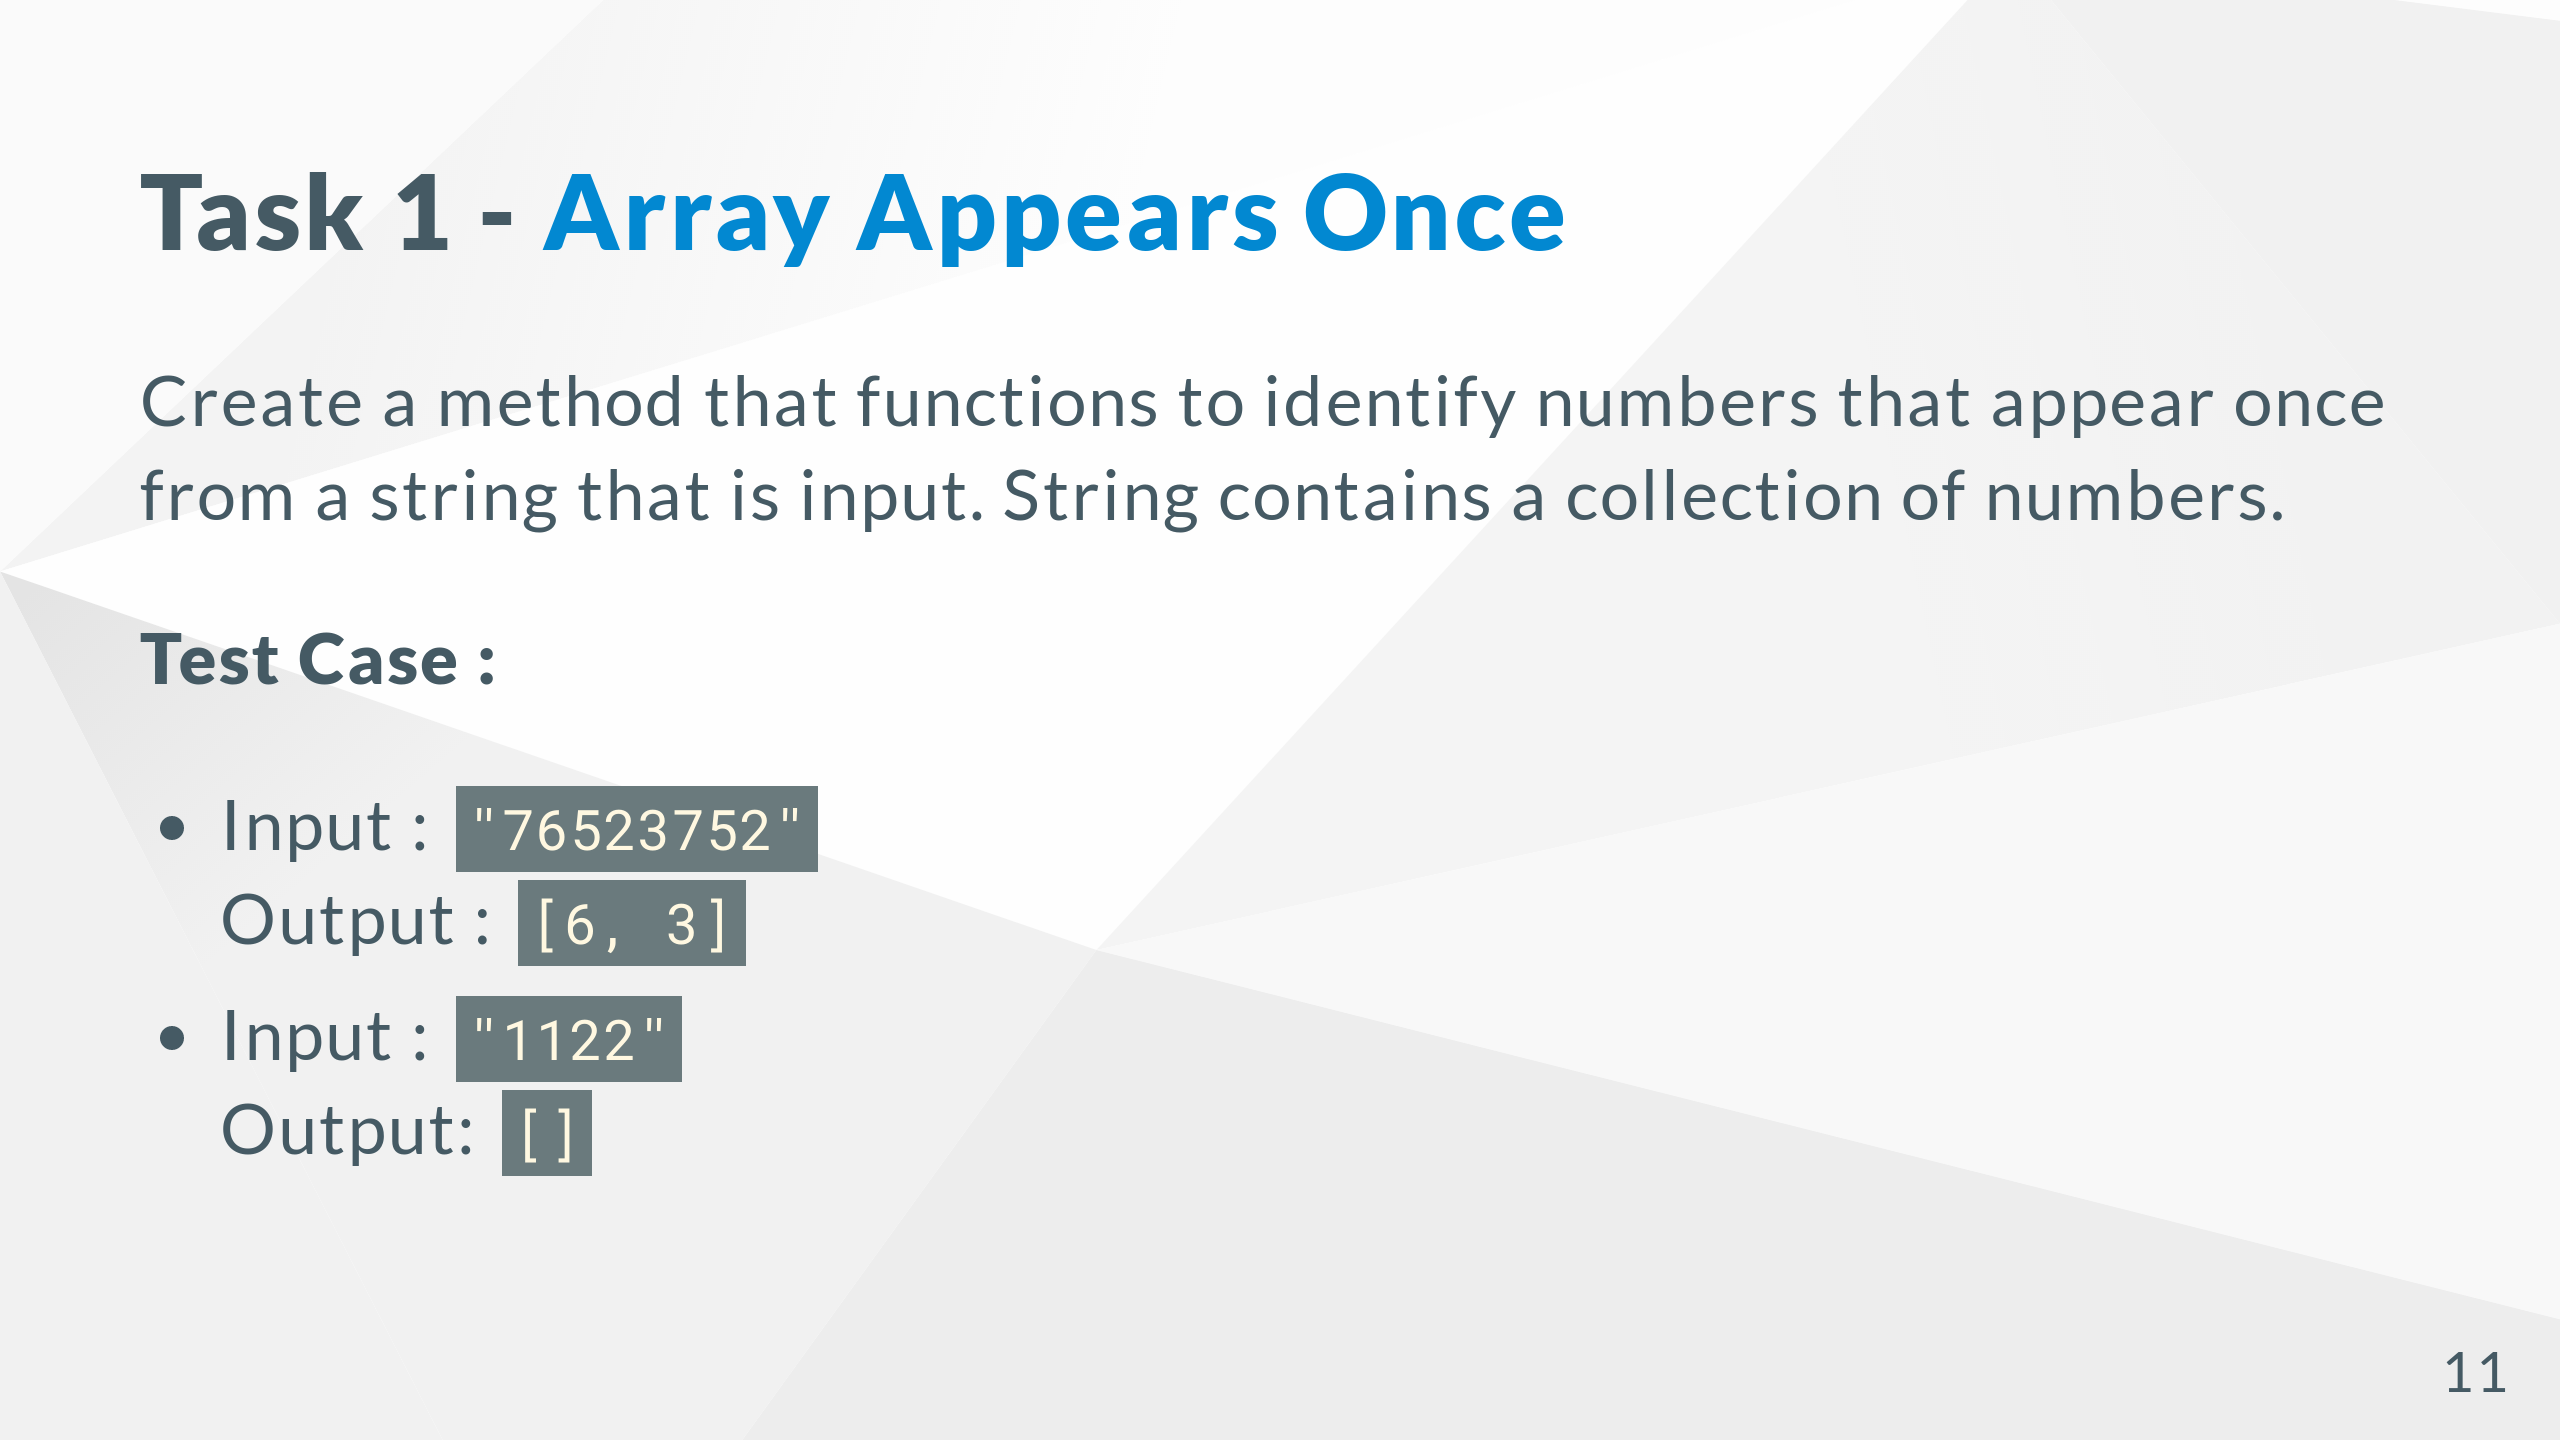 Task 1 - Array Appears Once
Create a method that functions to identify numbers that appear once
from a string that is input. String contains a collection of numbers.
Test Case :
• Input : "76523752"
Output : [6, 3]
• Input : "1122"
Output: []
11